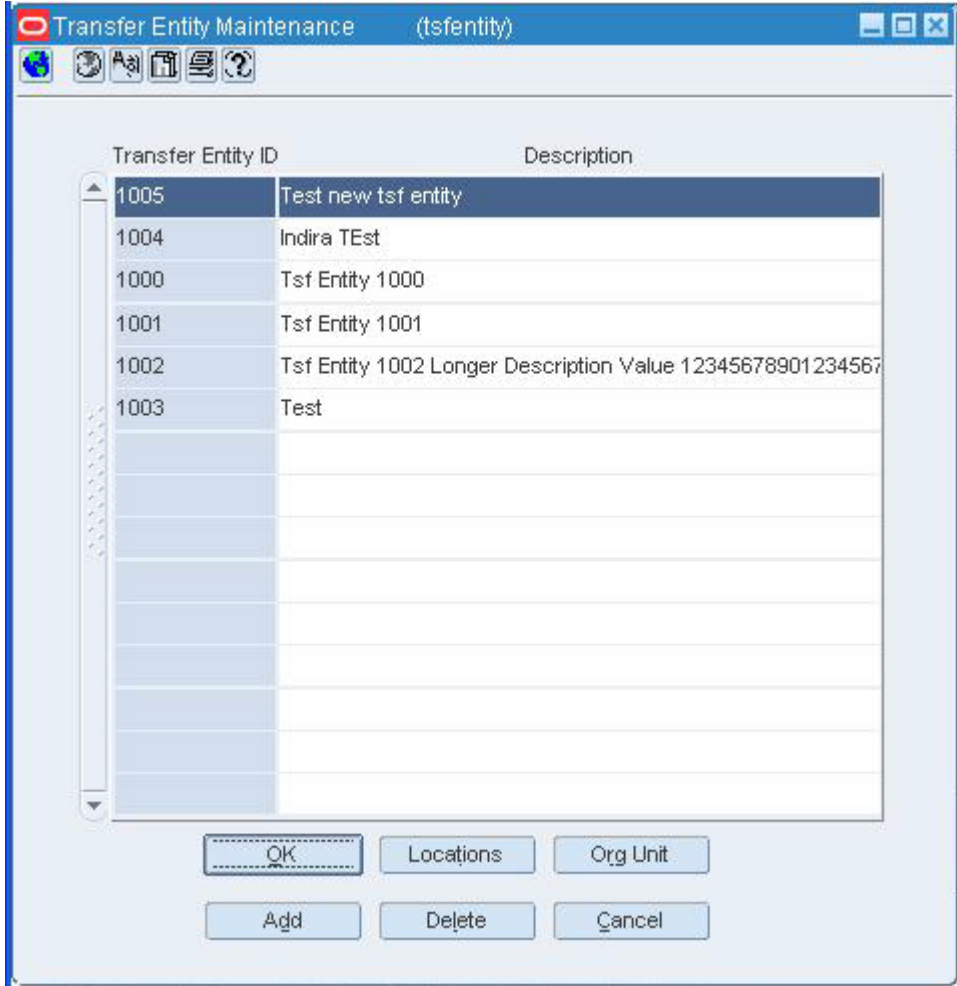 Transfer Entity Maintenance (tsfentity)
Transfer Entity ID Description
1005 Test new tsf entity
1004 Indira TEst
1000 Tsf Entity 1000
1001 Tsf Entity 1001
1002 Tsf Entity 1002 Longer Description Value 12345678901234567
1003 Test
OK Locations Org Unit
Add Delete Cancel